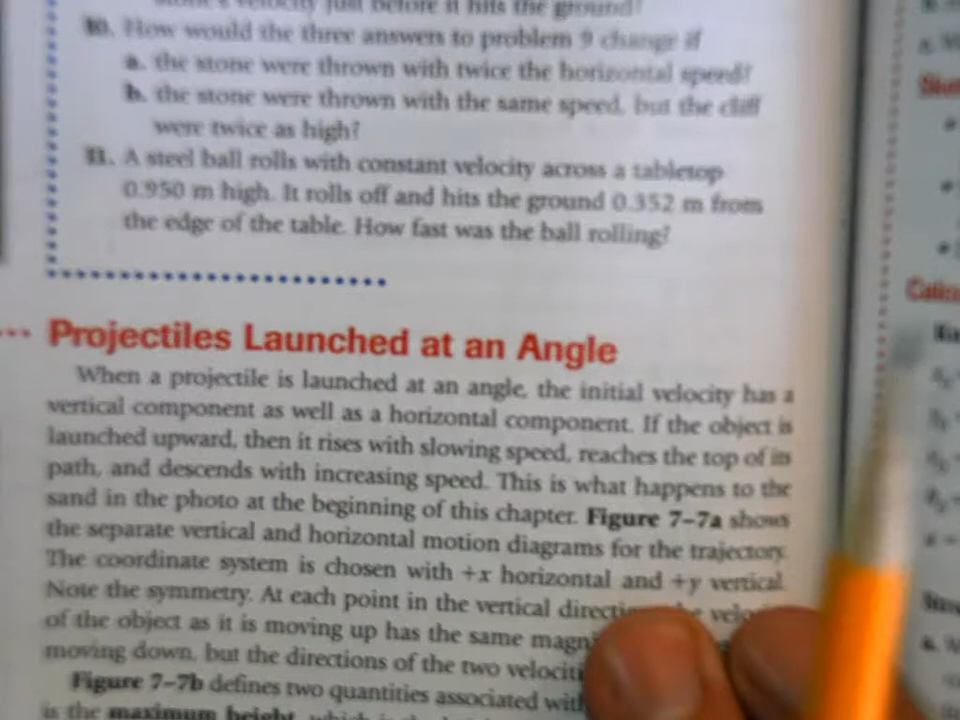 stone's velocity just before it hits the ground?
10. How would the three answers to problem 9 change if
a. the stone were thrown with twice the horizontal speed?
b. the stone were thrown with the same speed, but the cliff
were twice as high?
11. A steel ball rolls with constant velocity across a tabletop
0.950 m high. It rolls off and hits the ground 0.352 m from
the edge of the table. How fast was the ball rolling?
Projectiles Launched at an Angle
When a projectile is launched at an angle, the initial velocity has a
vertical component as well as a horizontal component. If the object is
launched upward, then it rises with slowing speed, reaches the top of its
path, and descends with increasing speed. This is what happens to the
sand in the photo at the beginning of this chapter. Figure 7–7a shows
the separate vertical and horizontal motion diagrams for the trajectory.
The coordinate system is chosen with +x horizontal and +y vertical.
Note the symmetry. At each point in the vertical
of the object as it is moving up has the same
moving down, but the directions of the two
Figure 7–7b defines two quantities associated
is the maximum height,